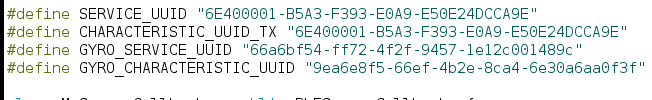 #define SERVICE_UUID "6E400001-B5A3-F393-E0A9-E50E24DCCA9E"
#define CHARACTERISTIC_UUID_TX "6E400001-B5A3-F393-E0A9-E50E24DCCA9E"
#define GYRO_SERVICE_UUID "66a6bf54-ff72-4f2f-9457-1e12c001489c"
#define GYRO_CHARACTERISTIC_UUID "9ea6e8f5-66ef-4b2e-8ca4-6e30a6aa0f3f"